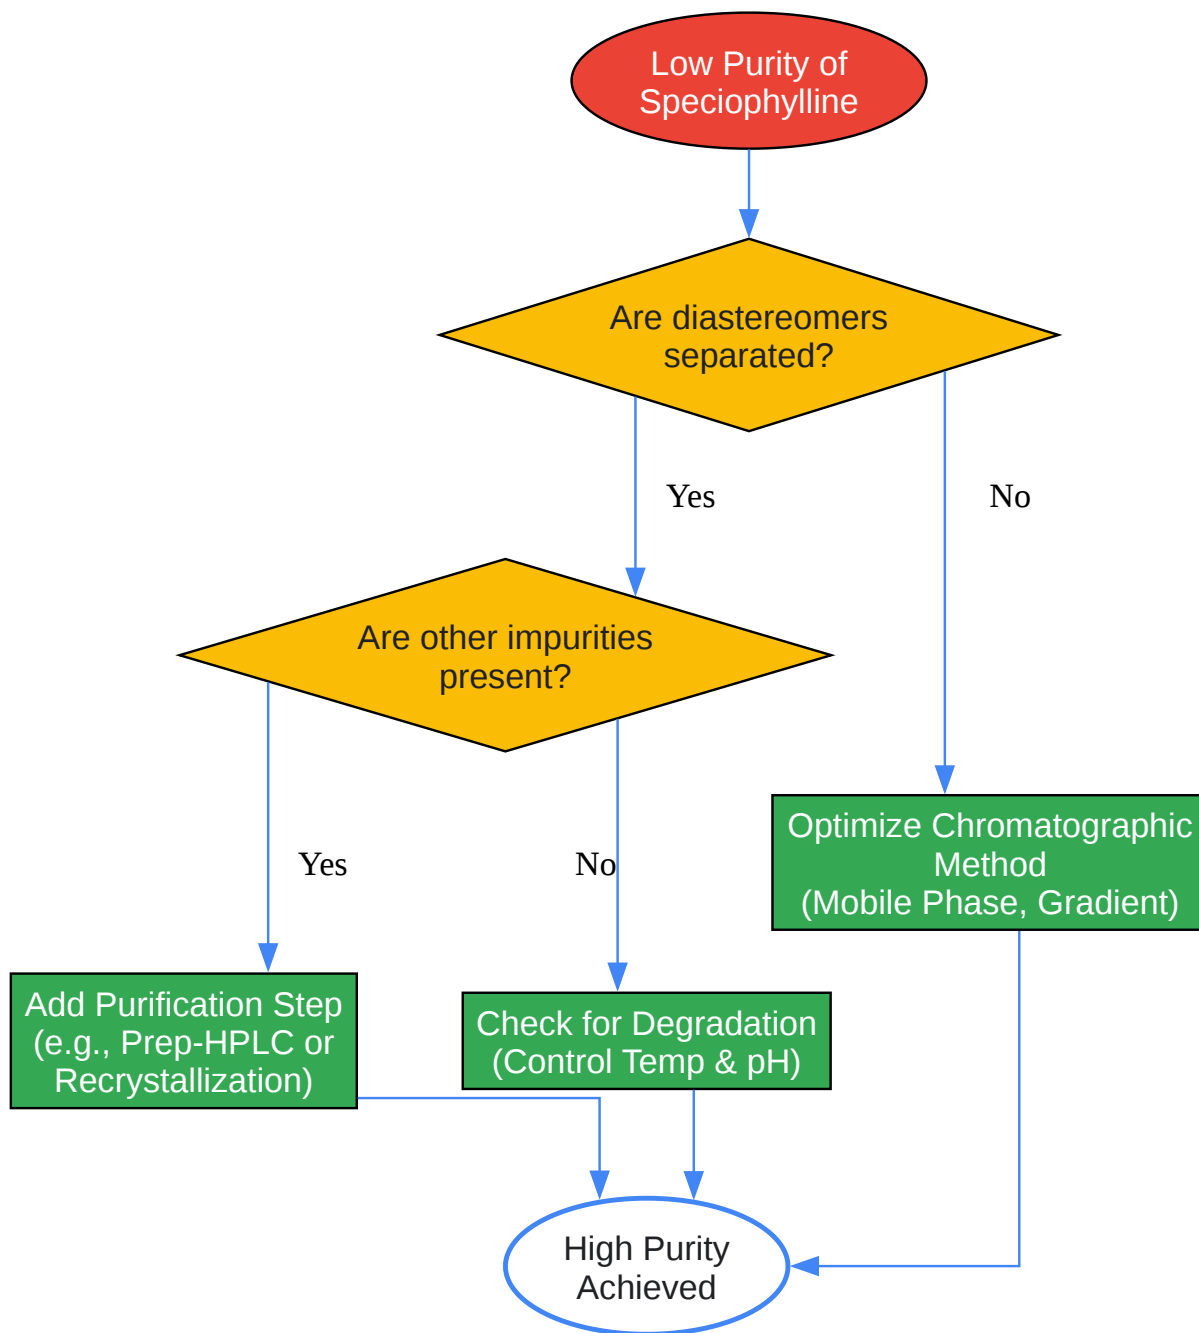 Low Purity of
Speciophylline
Are diastereomers
separated?
Yes
No
Are other impurities
present?
Optimize Chromatographic
Method
(Mobile Phase, Gradient)
Yes
No
Add Purification Step
(e.g., Prep-HPLC or
Recrystallization)
Check for Degradation
(Control Temp & pH)
High Purity
Achieved